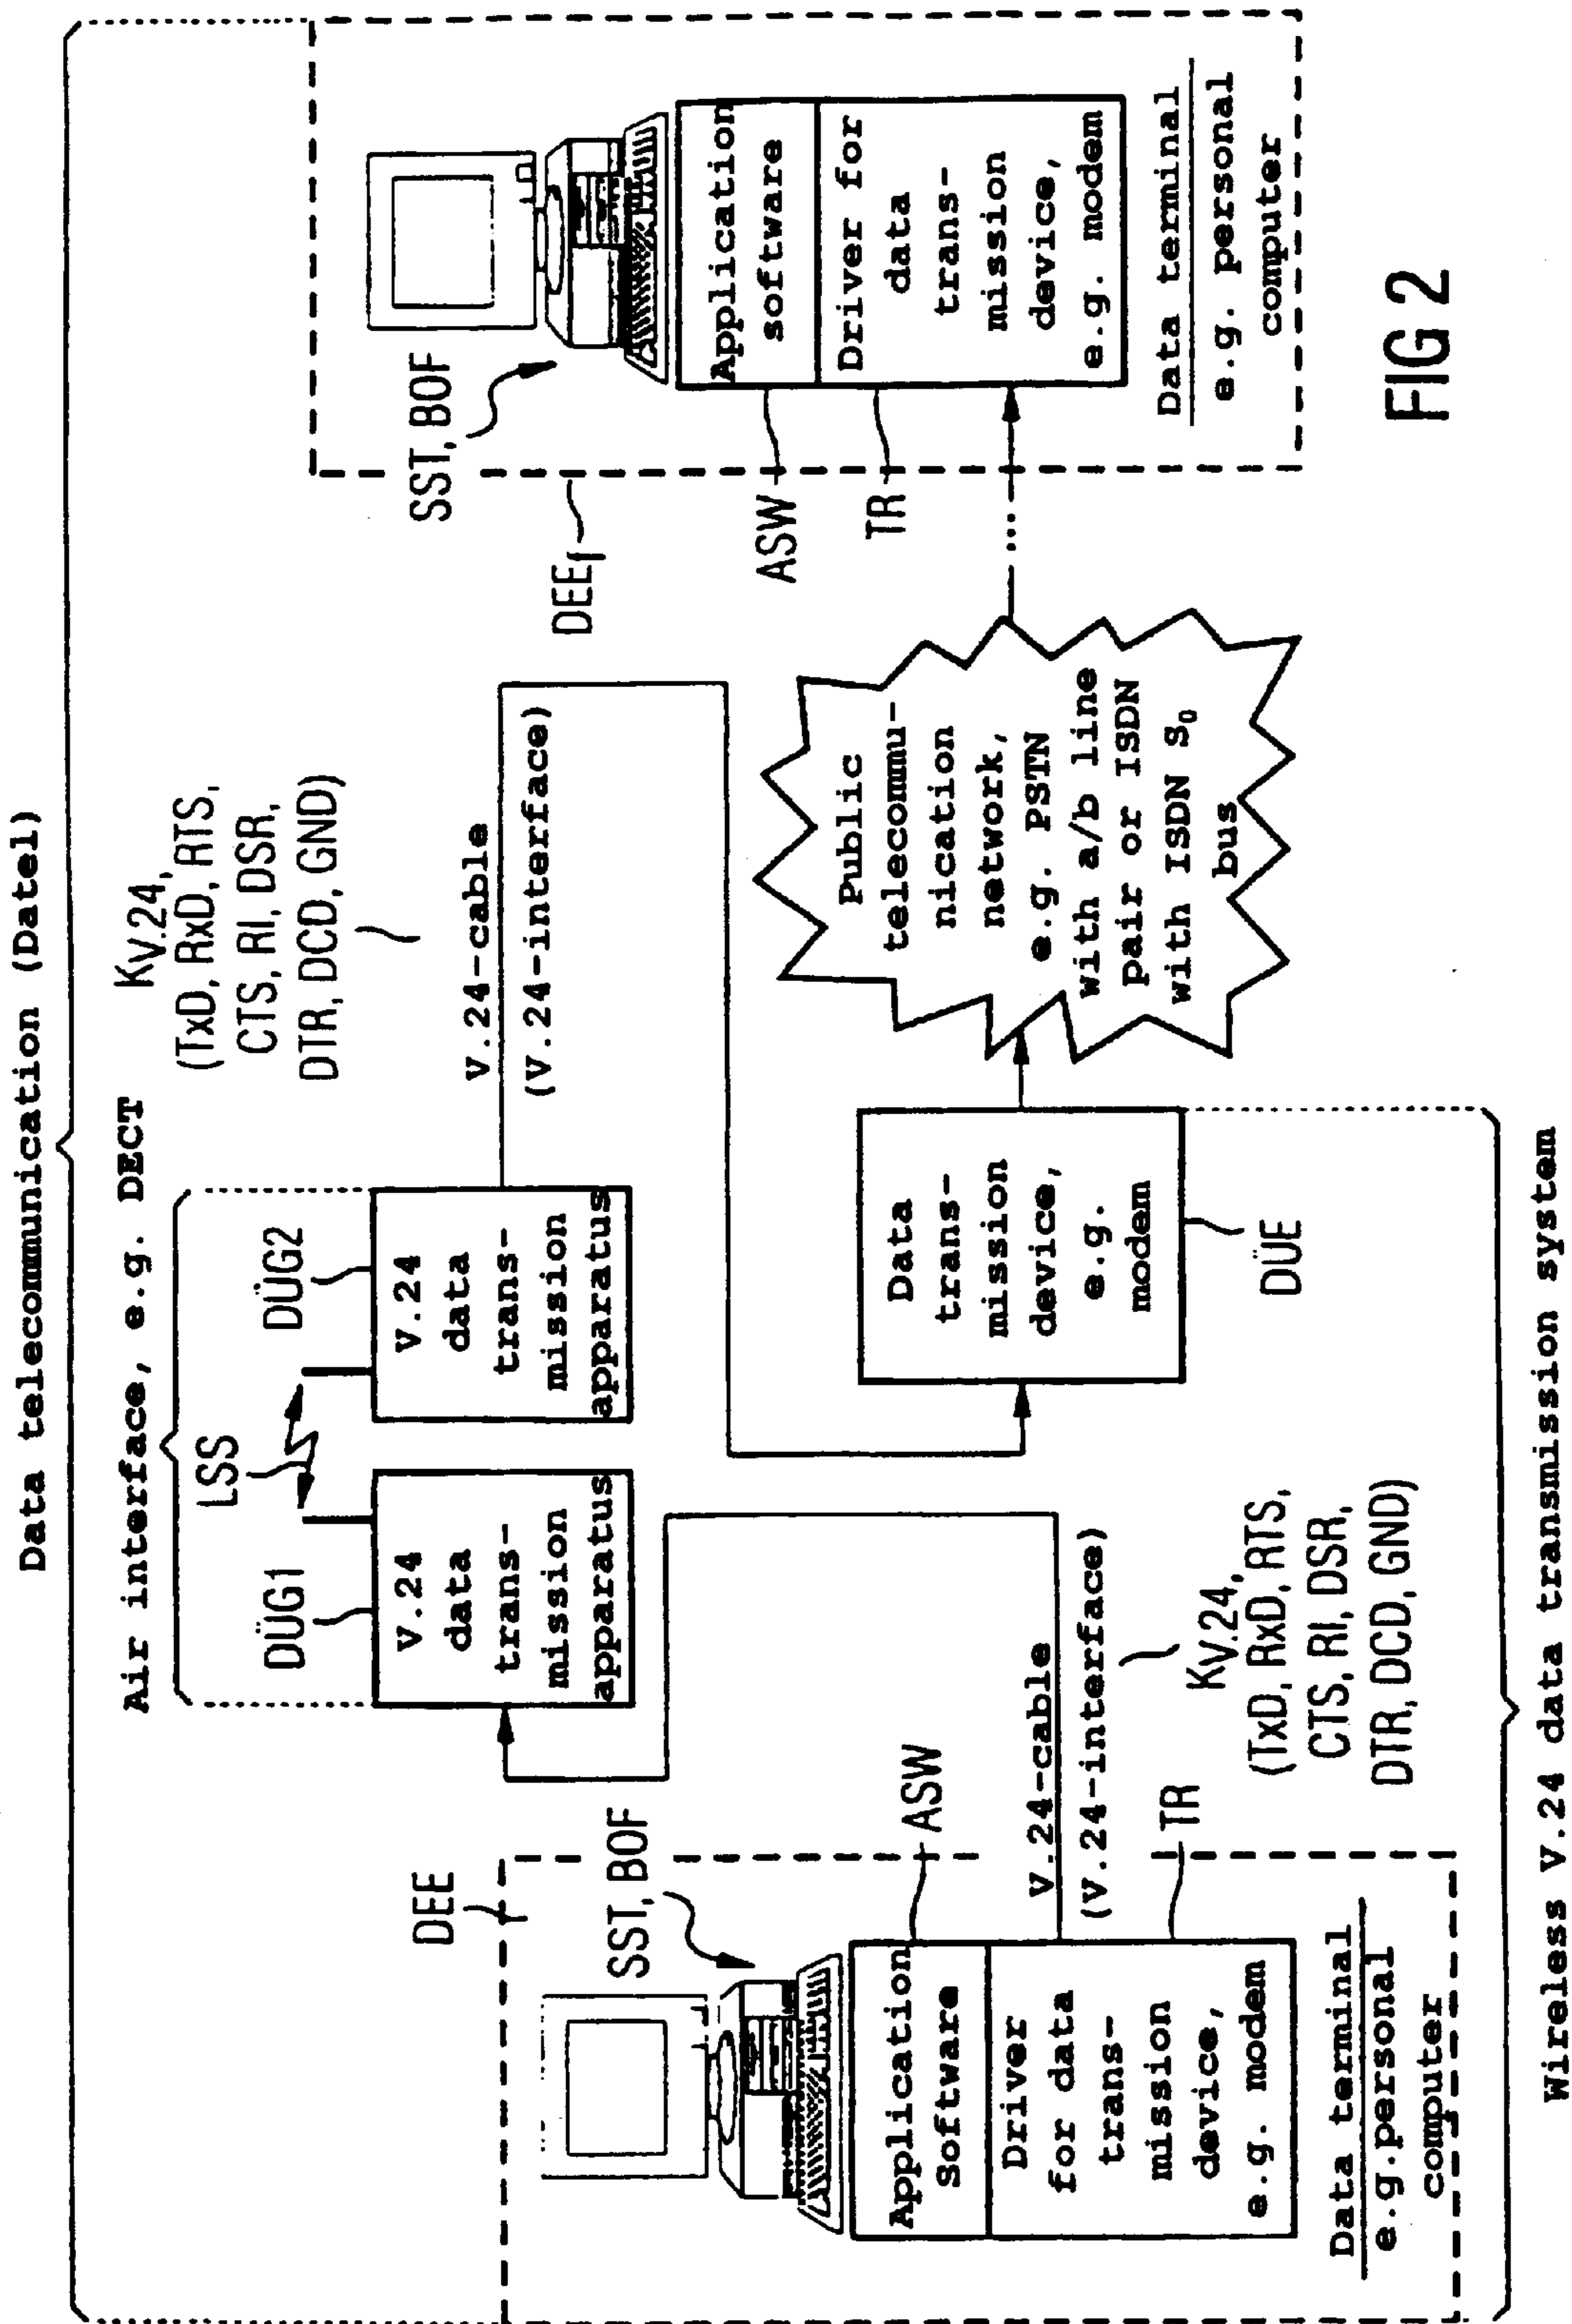 Data telecommunication (Datel)
Air interface, e.g. DECT
LSS
DÜG1
V.24
data
trans-
mission
apparatus
DÜG2
V.24
data
trans-
mission
apparatus
KV.24,
(TxD, RxD, RTS,
CTS, RI, DSR,
DTR, DCD, GND)
V.24-cable
(V.24-interface)
DEE
SST, BOF
ASW
Application
Software
Driver
for data
trans-
mission
device,
e.g. modem
TR
Data terminal
e.g.personal
computer
V.24-cable
(V.24-interface)
KV.24,
(TxD, RxD, RTS,
CTS, RI, DSR,
DTR, DCD, GND)
Data
trans-
mission
device,
e.g.
modem
DÜE
Public
telecommu-
nication
network,
e.g. PSTN
with a/b line
pair or ISDN
with ISDN S0
bus
...
SST, BOF
DEEf
ASW
TR
Application
software
Driver for
data
trans-
mission
device,
e.g. modem
Data terminal
e.g. personal
computer
Wireless V.24 data transmission system
FIG 2